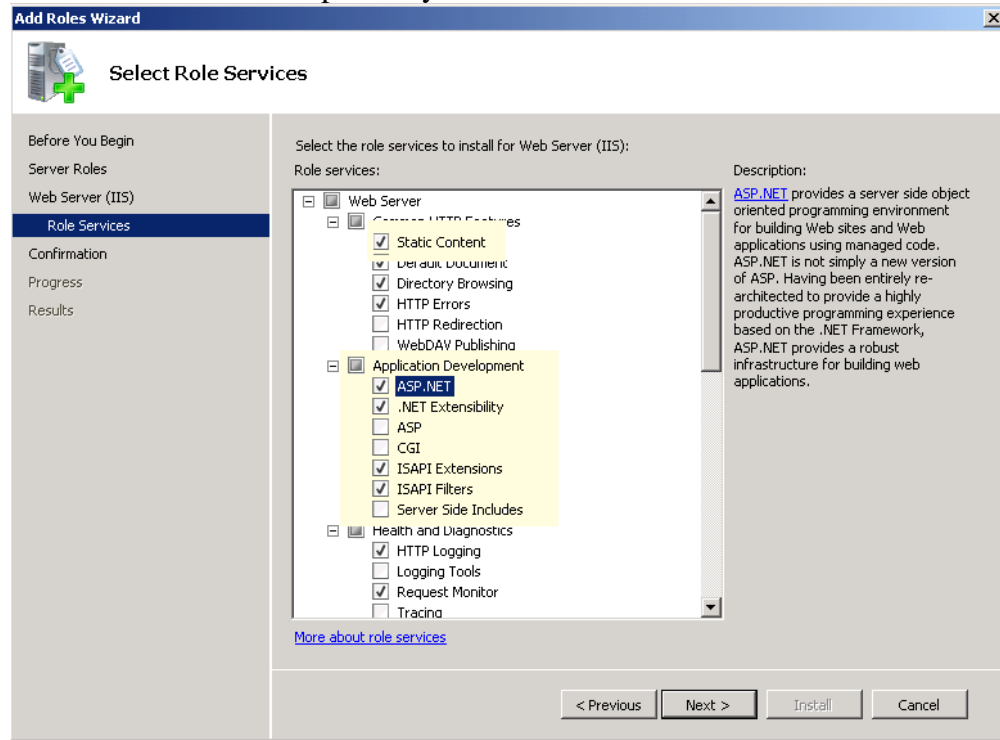 Add Roles Wizard
Select Role Services
Before You Begin
Server Roles
Web Server (IIS)
Role Services
Confirmation
Progress
Results
Select the role services to install for Web Server (IIS):
Role services:
Web Server
Common HTTP Features
Static Content
Default Document
Directory Browsing
HTTP Errors
HTTP Redirection
WebDAV Publishing
Application Development
ASP.NET
.NET Extensibility
ASP
CGI
ISAPI Extensions
ISAPI Filters
Server Side Includes
Health and Diagnostics
HTTP Logging
Logging Tools
Request Monitor
Tracing
More about role services
Description:
ASP.NET provides a server side object
oriented programming environment
for building Web sites and Web
applications using managed code.
ASP.NET is not simply a new version
of ASP. Having been entirely re-
architected to provide a highly
productive programming experience
based on the .NET Framework,
ASP.NET provides a robust
infrastructure for building web
applications.
< Previous
Next >
Install
Cancel